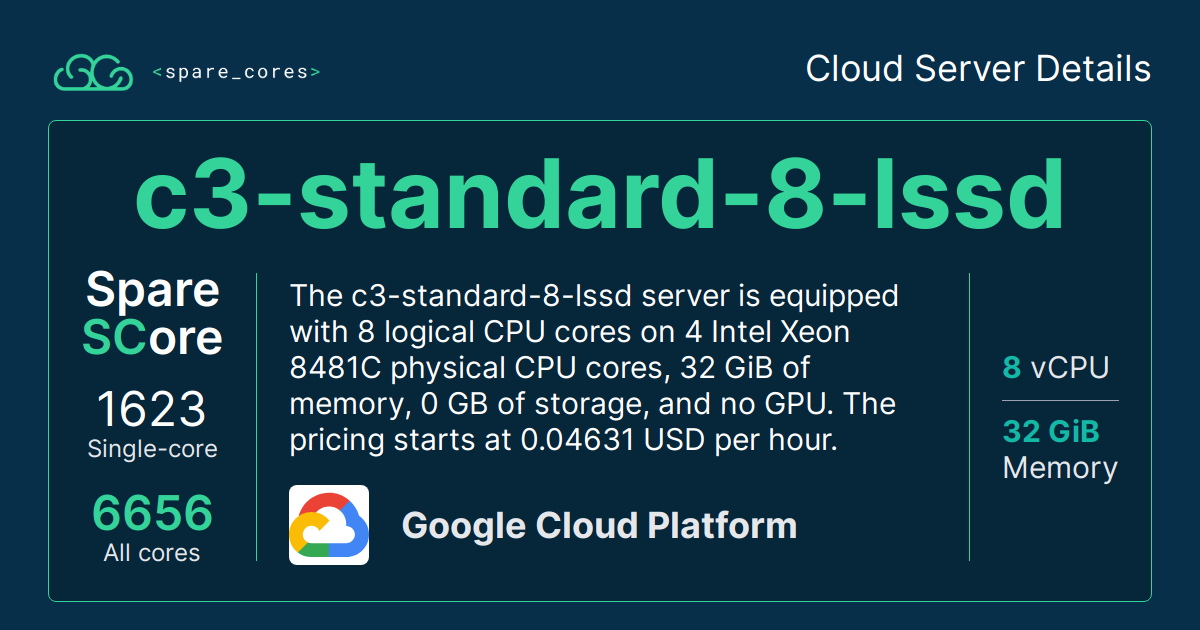 <spare_cores>
Cloud Server Details
c3-standard-8-lssd
Spare
SCore
1623
Single-core
6656
All cores
The c3-standard-8-lssd server is equipped
with 8 logical CPU cores on 4 Intel Xeon
8481C physical CPU cores, 32 GiB of
memory, 0 GB of storage, and no GPU. The
pricing starts at 0.04631 USD per hour.
Google Cloud Platform
8 vCPU
32 GiB
Memory